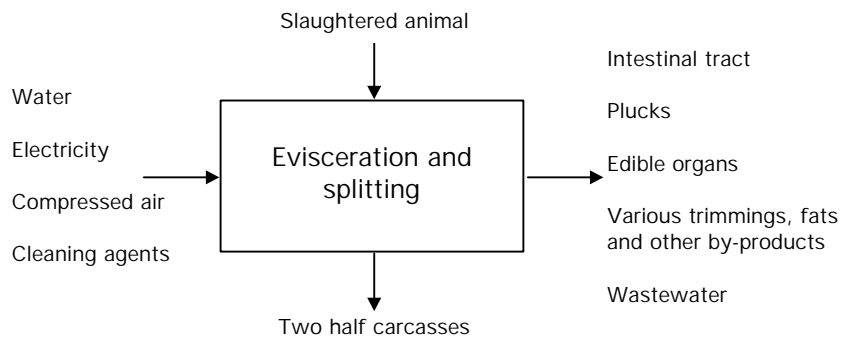 Slaughtered animal
Water
Electricity
Compressed air
Cleaning agents
Evisceration and
splitting
Intestinal tract
Plucks
Edible organs
Various trimmings, fats
and other by-products
Wastewater
Two half carcasses